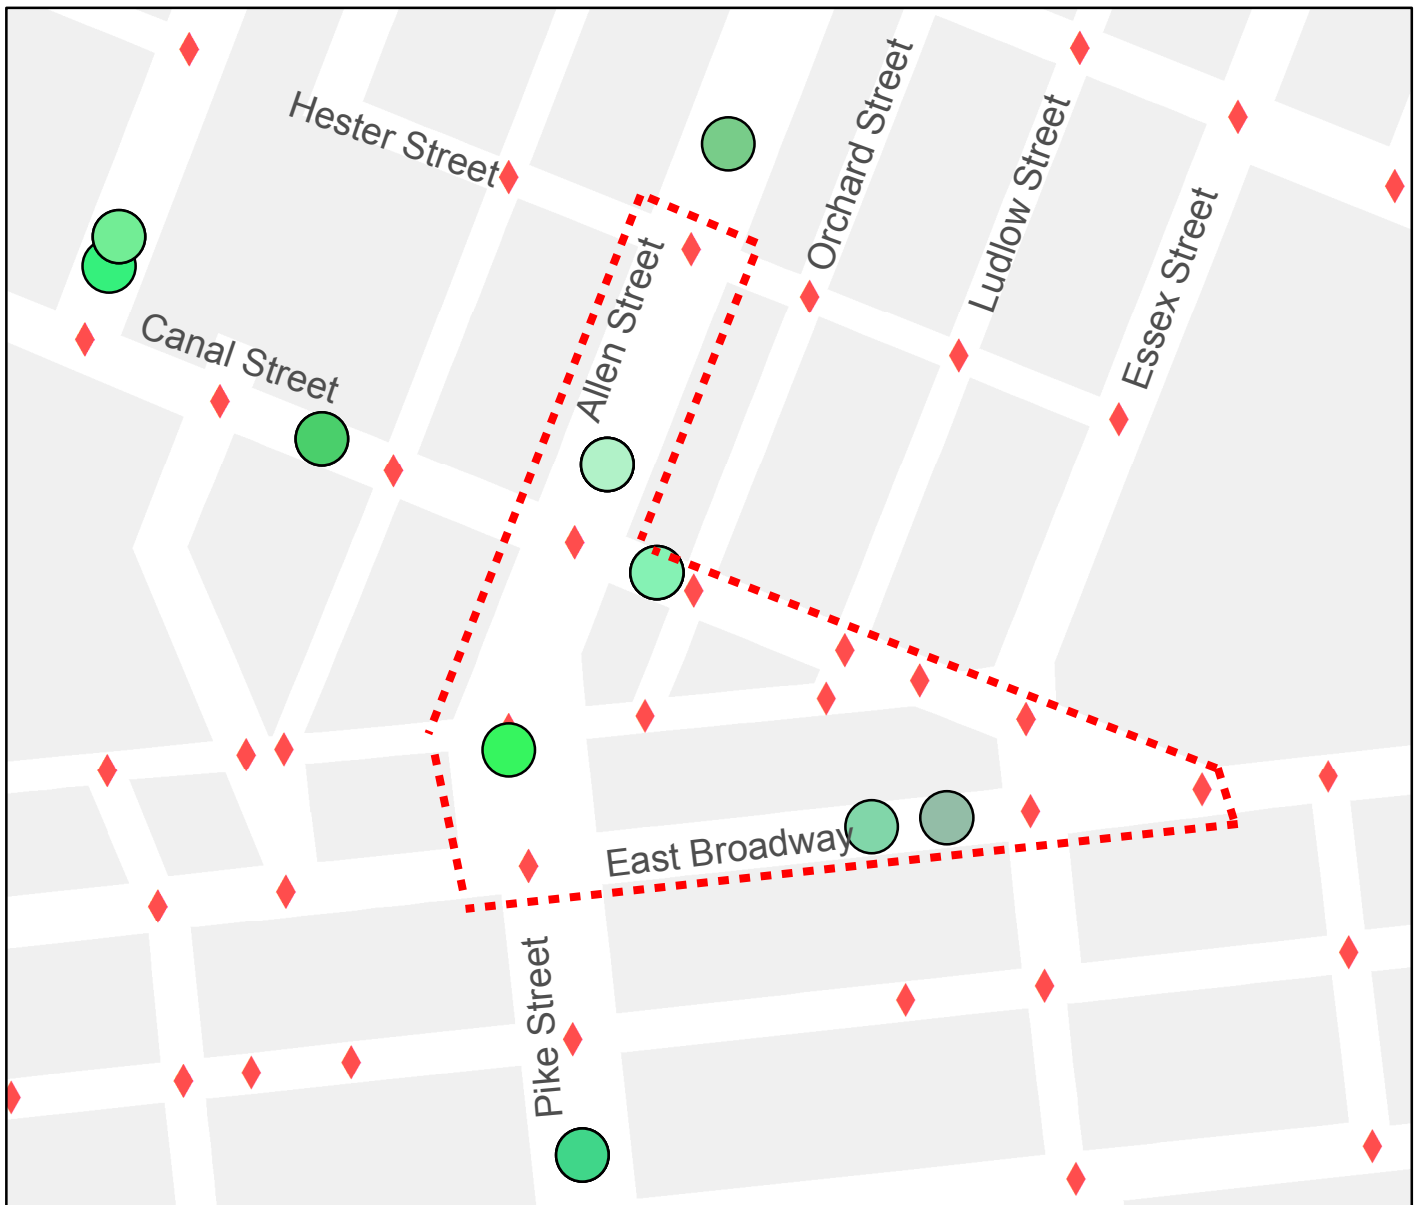 Hester Street
Orchard Street
Ludlow Street
Essex Street
Allen Street
Canal Street
East Broadway
Pike Street